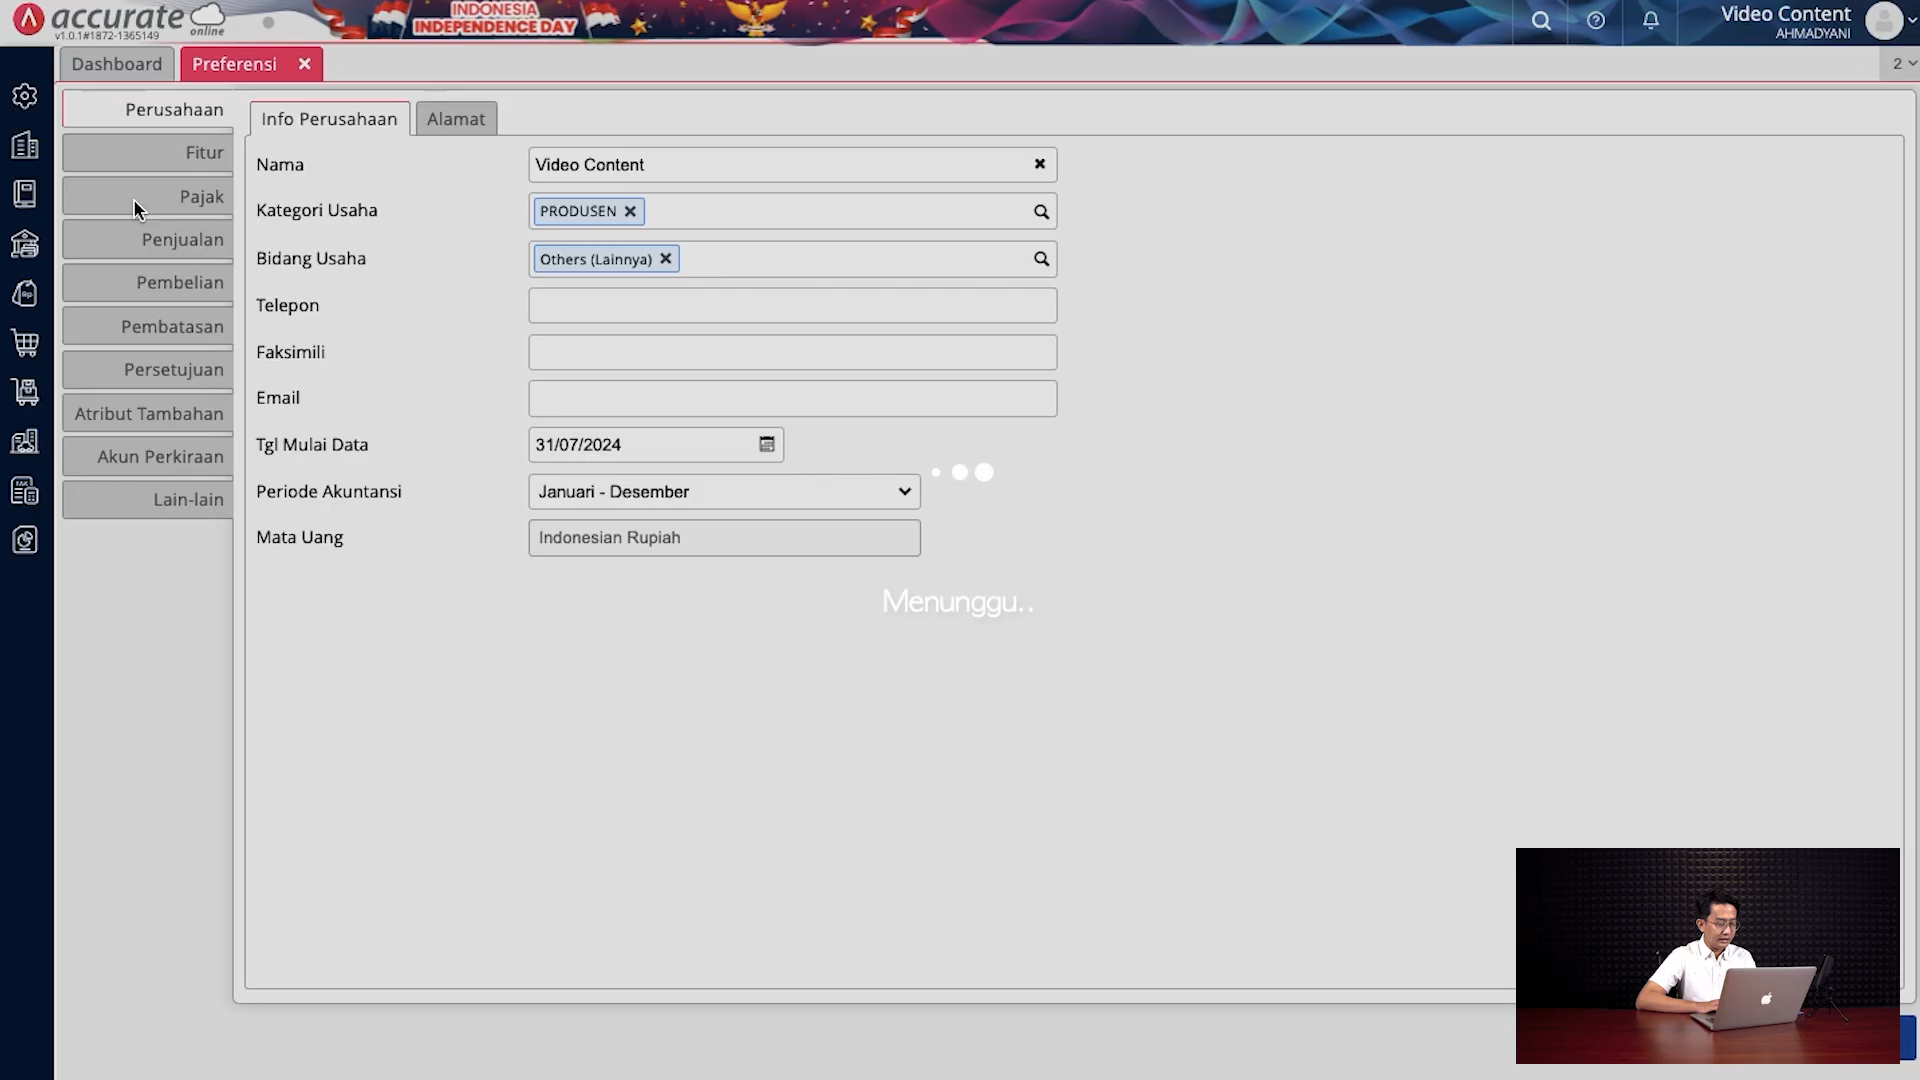 accurate
online
v1.0.1#1872-1365149
INDONESIA
INDEPENDENCE DAY
Video Content
AHMADYANI
Dashboard
Preferensi
2
Perusahaan
Fitur
Pajak
Penjualan
Pembelian
Pembatasan
Persetujuan
Atribut Tambahan
Akun Perkiraan
Lain-lain
Info Perusahaan
Alamat
Nama
Video Content
Kategori Usaha
PRODUSEN
Bidang Usaha
Others (Lainnya)
Telepon
Faksimili
Email
Tgl Mulai Data
31/07/2024
Periode Akuntansi
Januari - Desember
Mata Uang
Indonesian Rupiah
Menunggu..